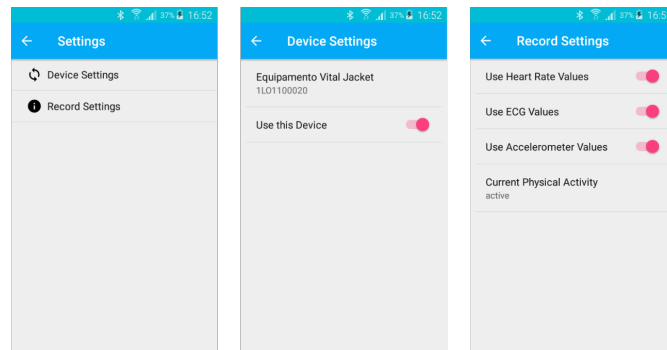 37% 16:52
Settings
Device Settings
Record Settings
37% 16:52
Device Settings
Equipamento Vital Jacket
1LO1100020
Use this Device
37% 16:5
Record Settings
Use Heart Rate Values
Use ECG Values
Use Accelerometer Values
Current Physical Activity
active